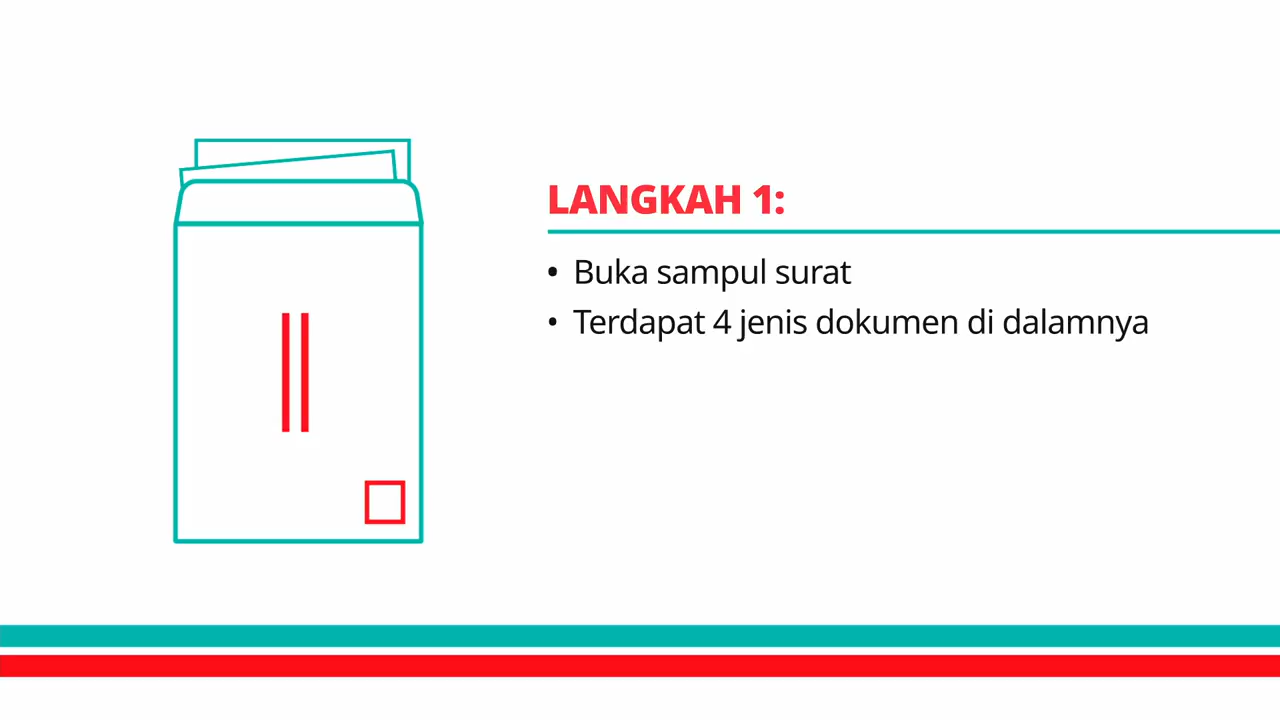 LANGKAH 1:
• Buka sampul surat
• Terdapat 4 jenis dokumen di dalamnya